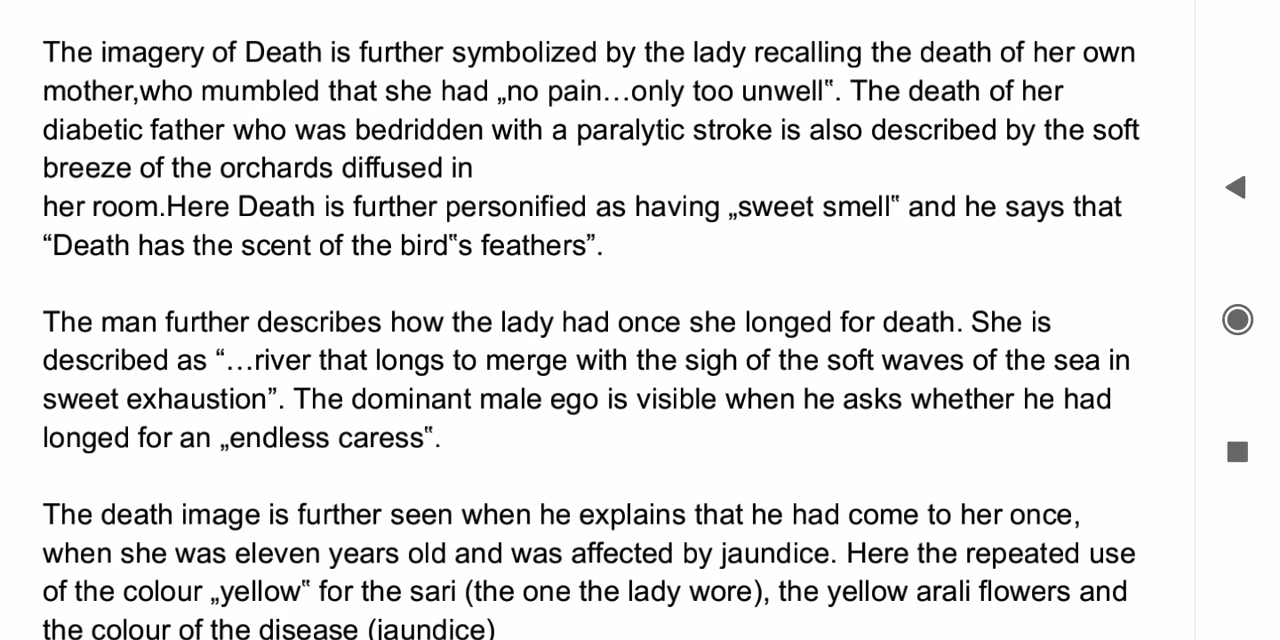 The imagery of Death is further symbolized by the lady recalling the death of her own
mother,who mumbled that she had „no pain…only too unwell‟. The death of her
diabetic father who was bedridden with a paralytic stroke is also described by the soft
breeze of the orchards diffused in
her room.Here Death is further personified as having „sweet smell‟ and he says that
“Death has the scent of the bird‟s feathers”.
The man further describes how the lady had once she longed for death. She is
described as “…river that longs to merge with the sigh of the soft waves of the sea in
sweet exhaustion”. The dominant male ego is visible when he asks whether he had
longed for an „endless caress‟.
The death image is further seen when he explains that he had come to her once,
when she was eleven years old and was affected by jaundice. Here the repeated use
of the colour „yellow‟ for the sari (the one the lady wore), the yellow arali flowers and
the colour of the disease (jaundice)